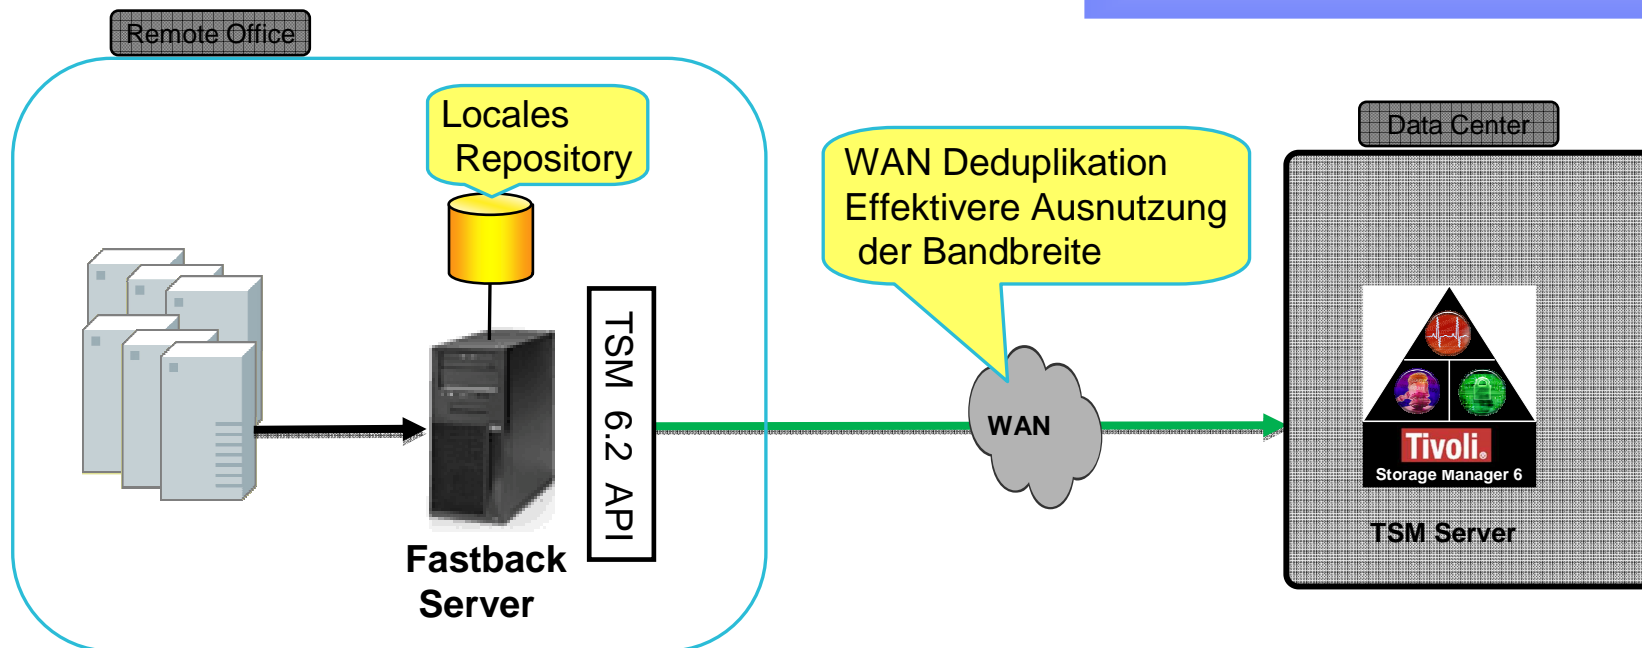 Remote Office
Locales
Repository
WAN Deduplikation
Effektivere Ausnutzung
der Bandbreite
Data Center
TSM 6.2 API
WAN
Fastback
Server
Tivoli®
Storage Manager 6
TSM Server